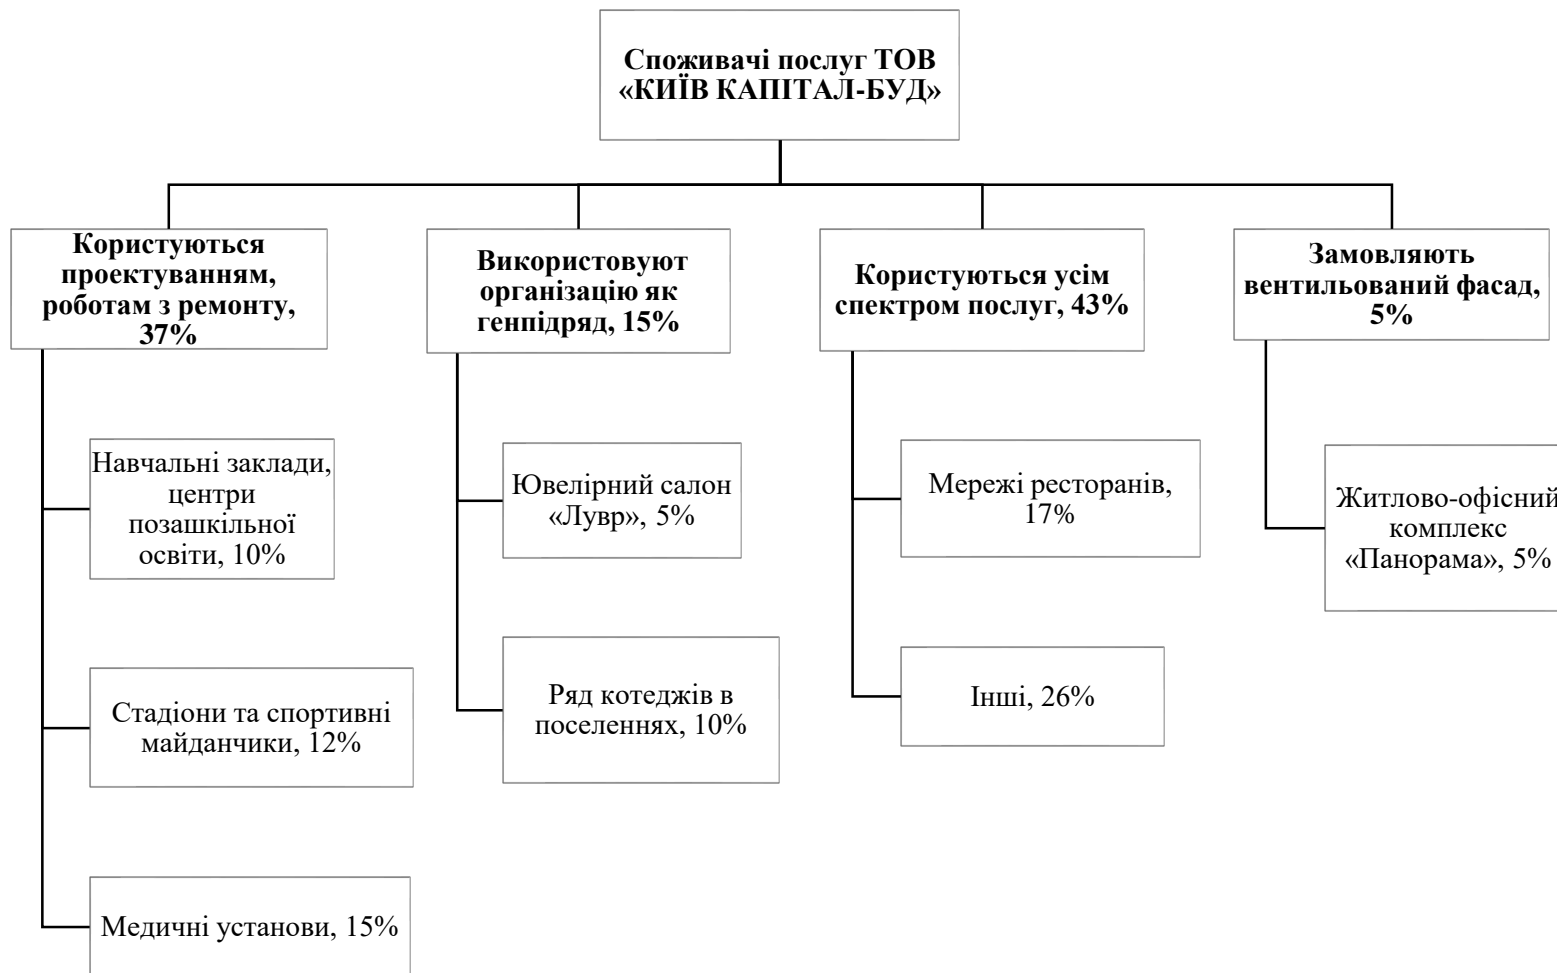 Споживачі послуг ТОВ
«КИЇВ КАПІТАЛ-БУД»
Користуються
проектуванням,
роботам з ремонту,
37%
Навчальні заклади,
центри
позашкільної
освіти, 10%
Стадіони та спортивні
майданчики, 12%
Медичні установи, 15%
Використовуют
організацію як
генпідряд, 15%
Ювелірний салон
«Лувр», 5%
Ряд котеджів в
поселеннях, 10%
Користуються усім
спектром послуг, 43%
Мережі ресторанів,
17%
Інші, 26%
Замовляють
вентильований фасад,
5%
Житлово-офісний
комплекс
«Панорама», 5%